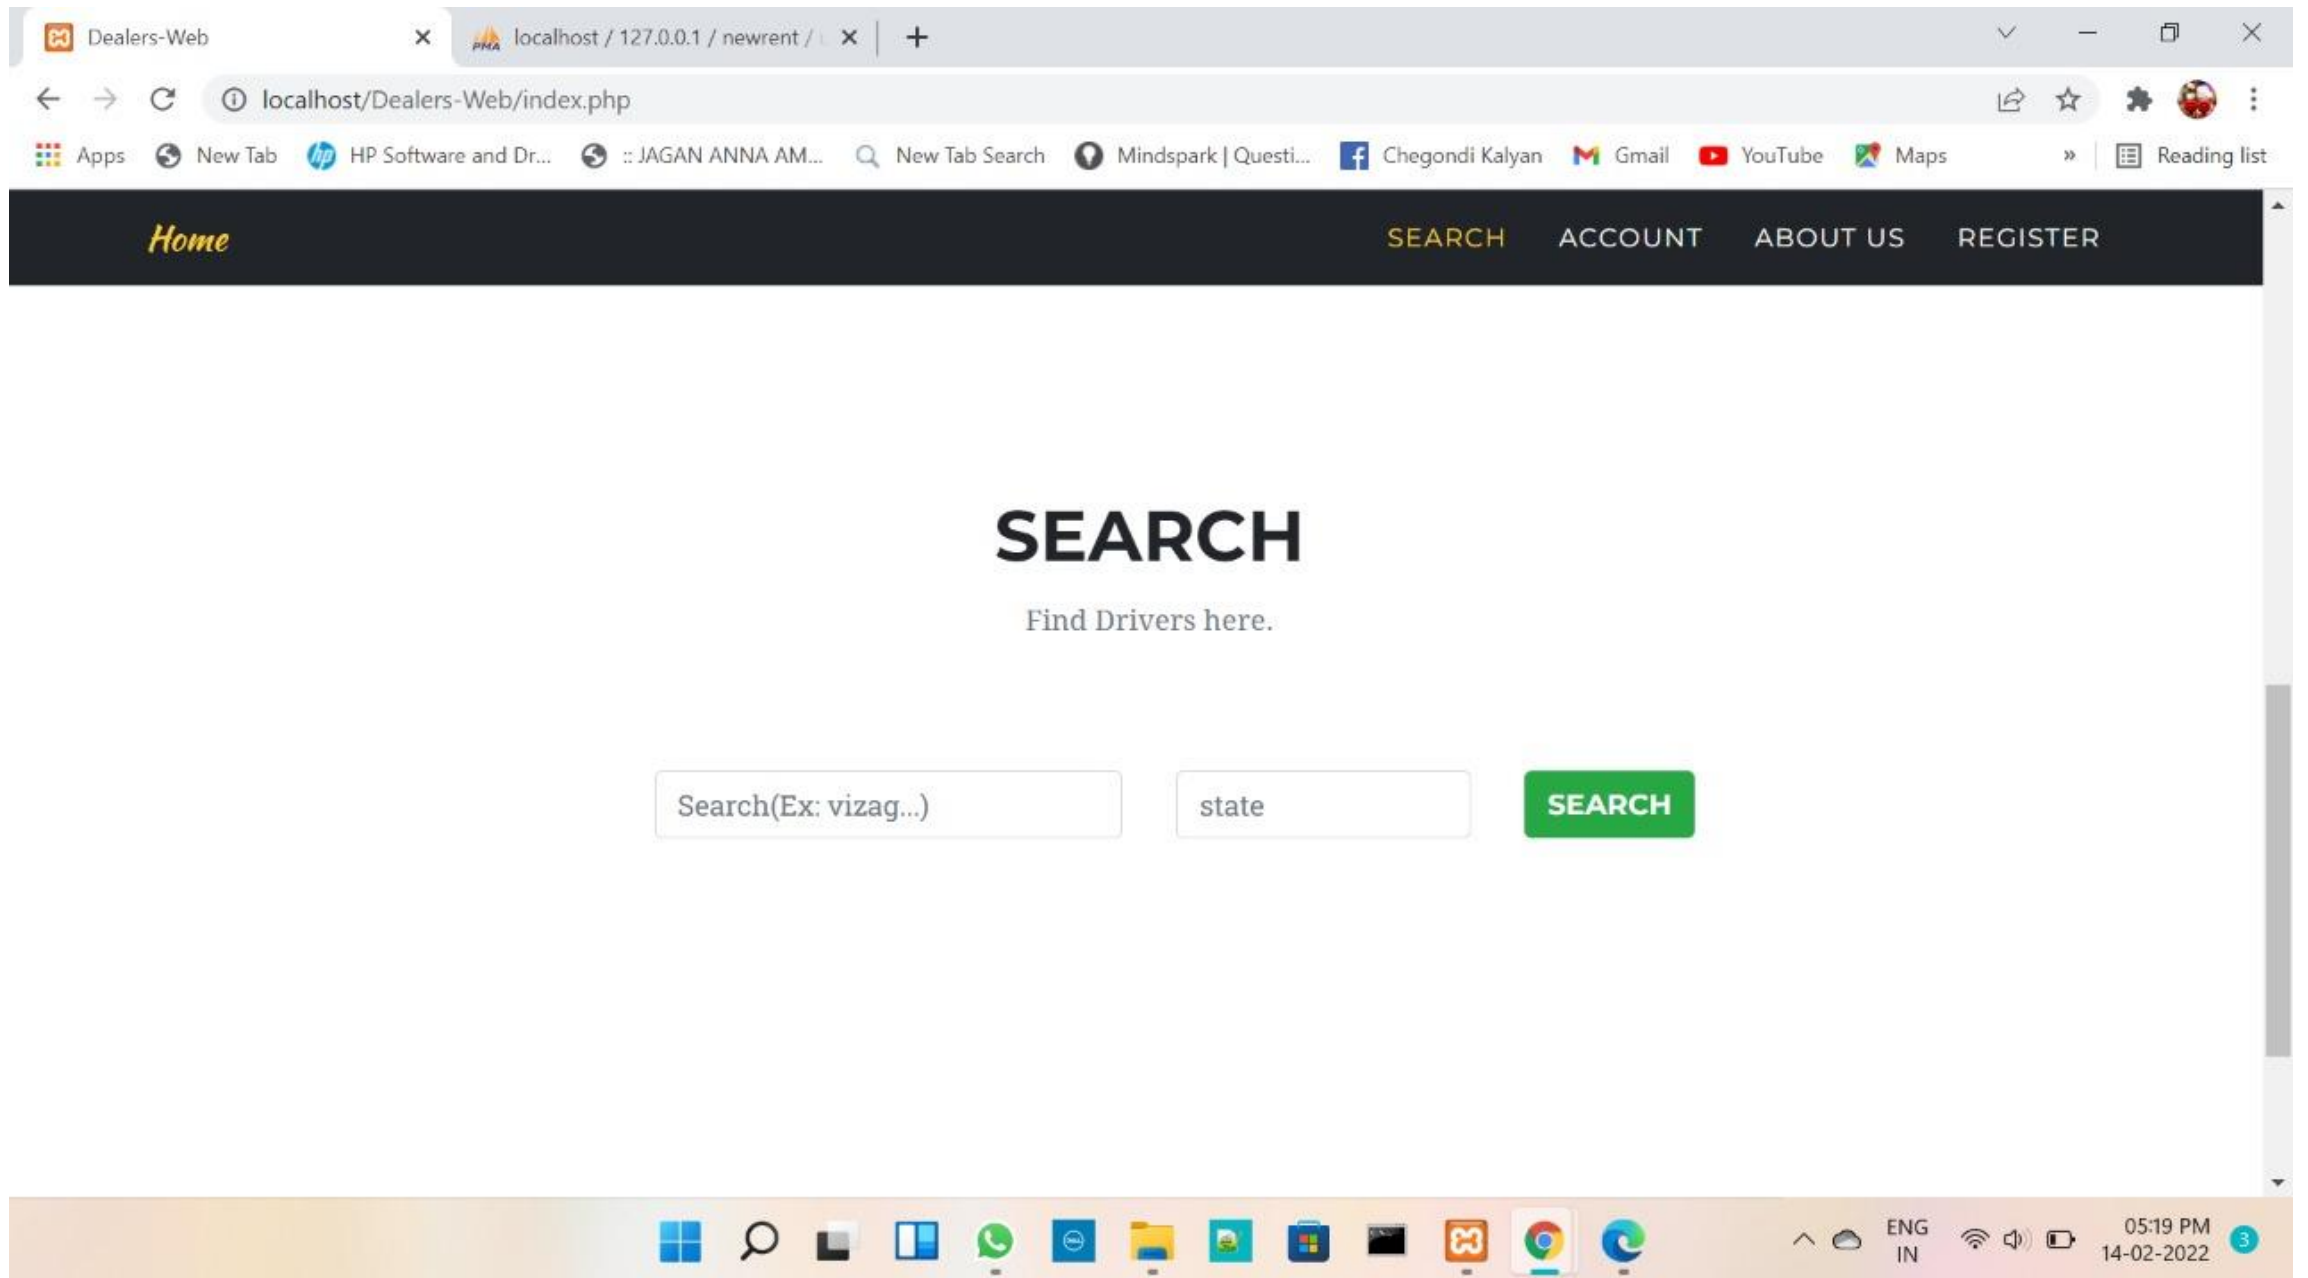 Dealers-Web
localhost / 127.0.0.1 / newrent /
localhost/Dealers-Web/index.php
Apps New Tab HP Software and Dr... :: JAGAN ANNA AM... New Tab Search Mindspark | Questi... Chegondi Kalyan Gmail YouTube Maps » Reading list
Home SEARCH ACCOUNT ABOUT US REGISTER
SEARCH
Find Drivers here.
Search(Ex: vizag...) state SEARCH
ENG
IN
05:19 PM
14-02-2022
3